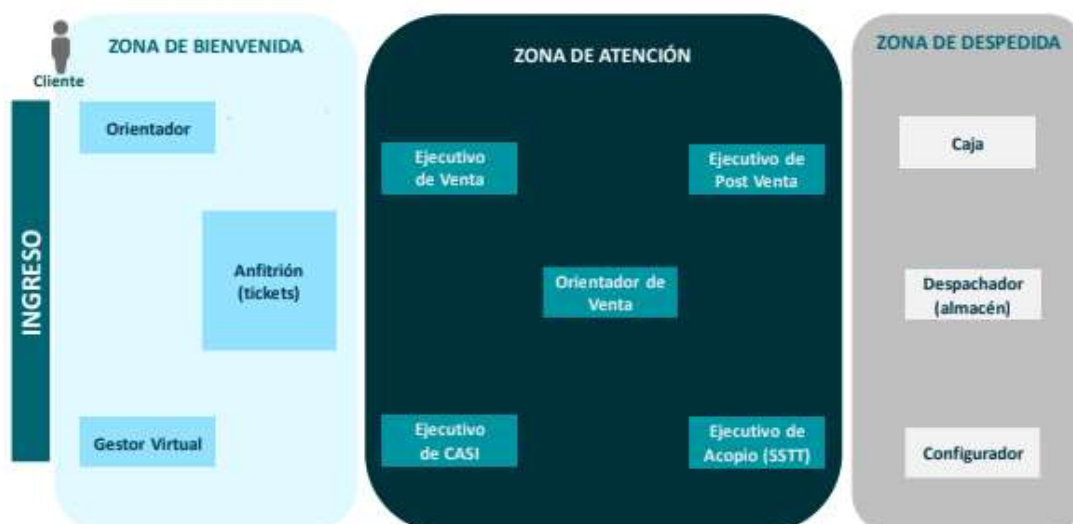 Cliente
INGRESO
ZONA DE BIENVENIDA
Orientador
Anfitrión
(tickets)
Gestor Virtual
ZONA DE ATENCIÓN
Ejecutivo
de Venta
Ejecutivo de
Post Venta
Orientador de
Venta
Ejecutivo
de CASI
Ejecutivo de
Acopio (SSTT)
ZONA DE DESPEDIDA
Caja
Despachador
(almacén)
Configurador